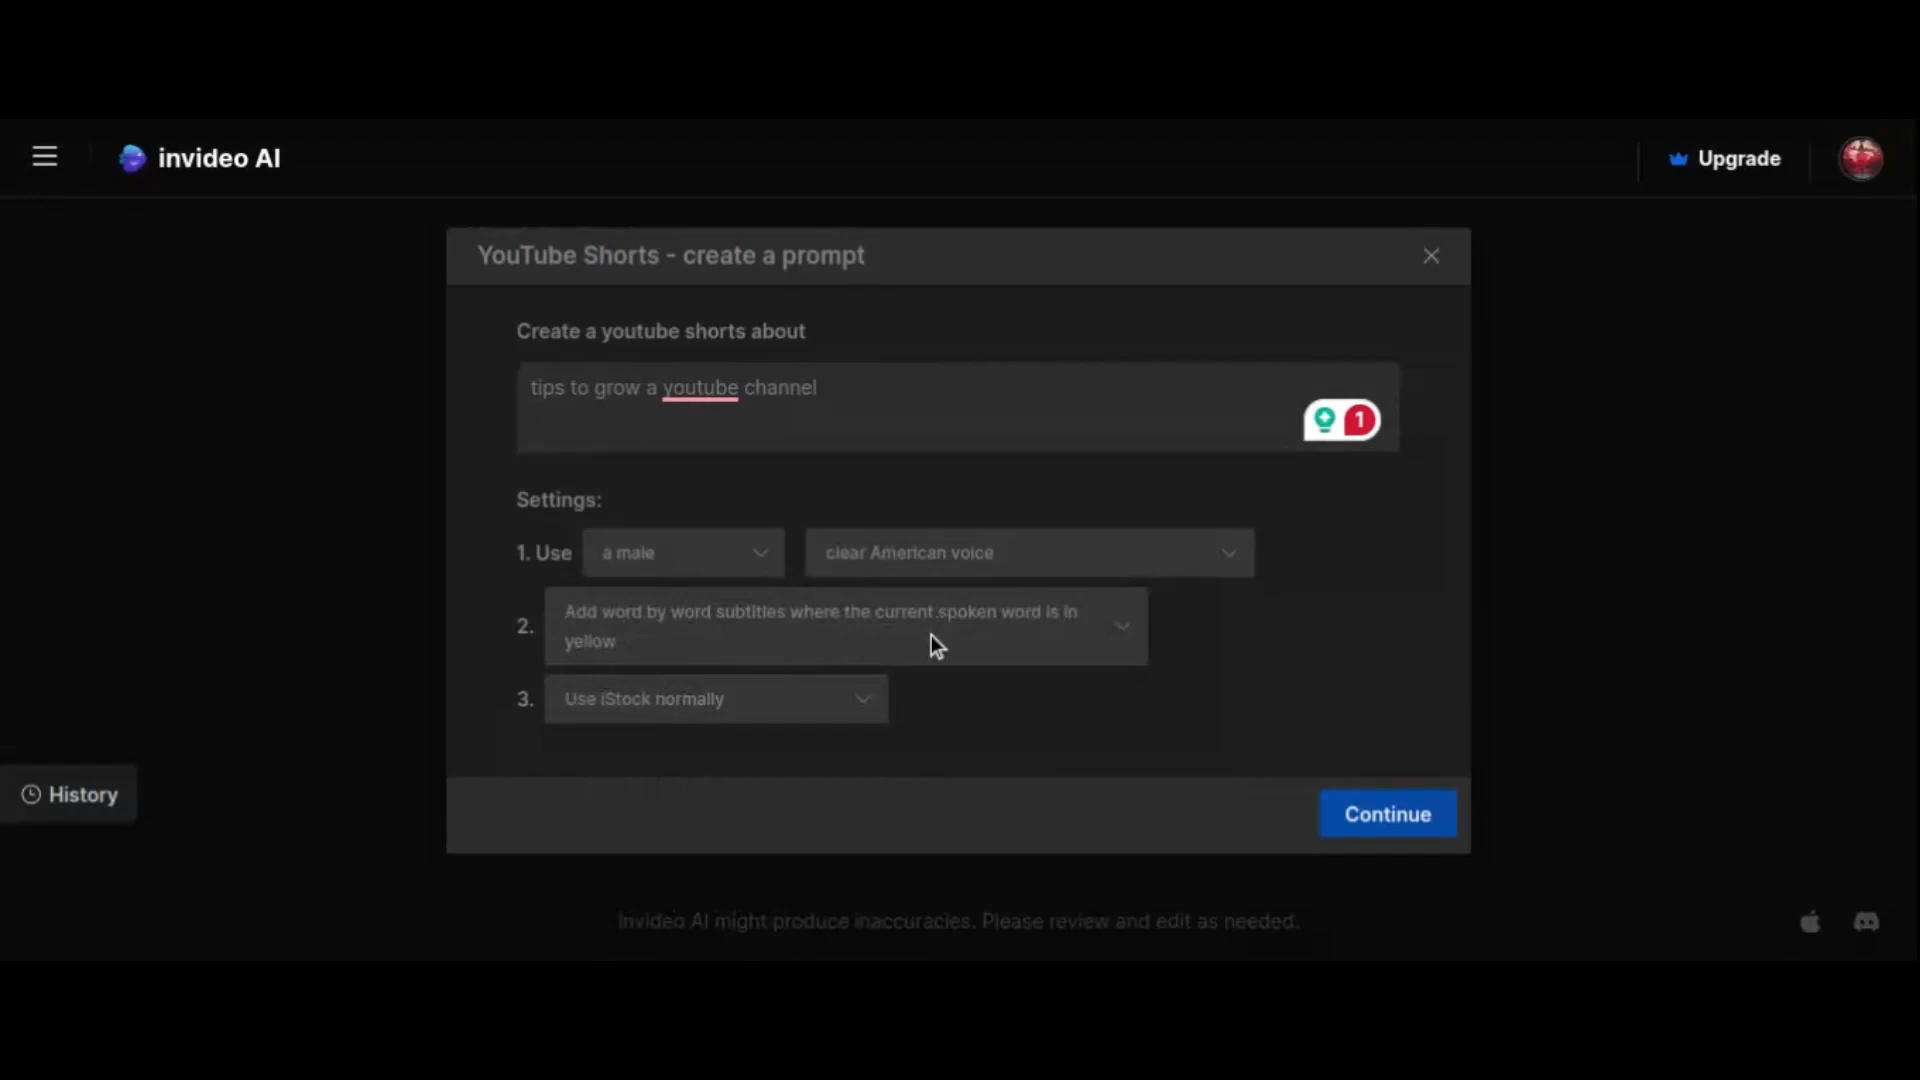 invideo AI
Upgrade
YouTube Shorts - create a prompt
Create a youtube shorts about
tips to grow a youtube channel
1
Settings:
1. Use a male clear American voice
2. Add word by word subtitles where the current spoken word is in
yellow
3. Use iStock normally
History
Continue
Invideo AI might produce inaccuracies. Please review and edit as needed.